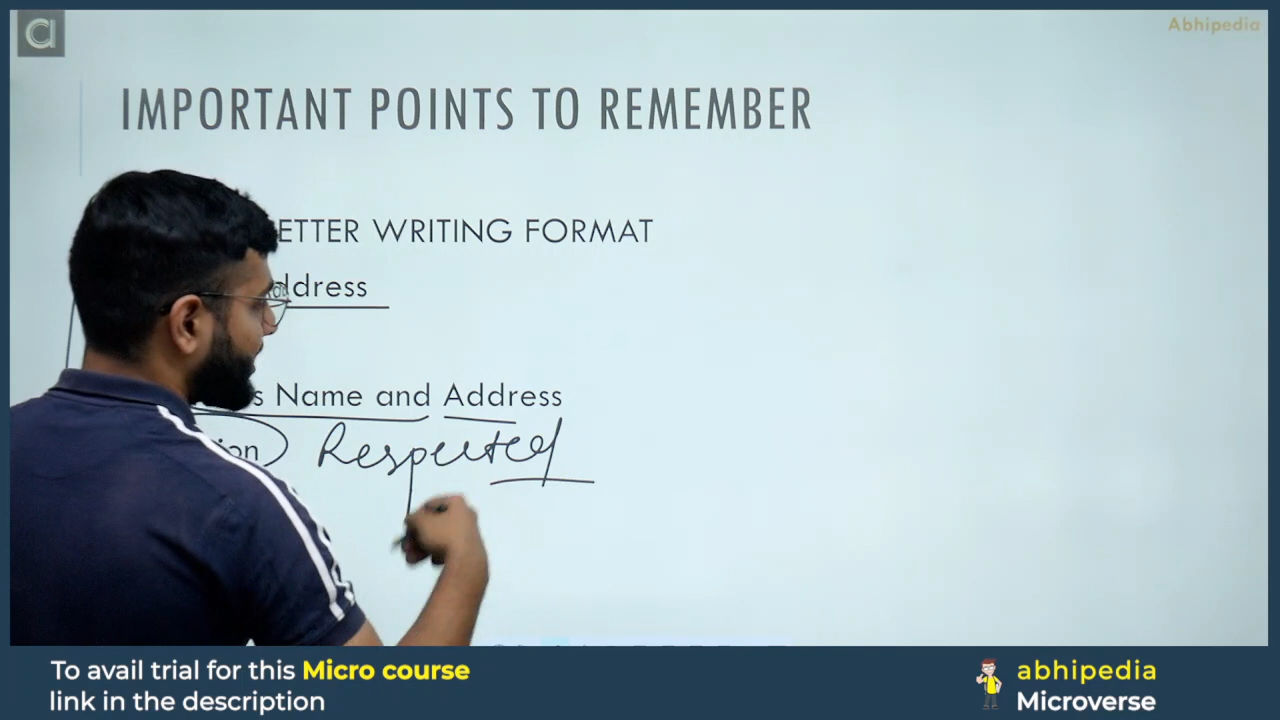 Abhipedia
IMPORTANT POINTS TO REMEMBER
ETTER WRITING FORMAT
ddress
s Name and Address
ion Respected
To avail trial for this Micro course
link in the description
abhipedia
Microverse